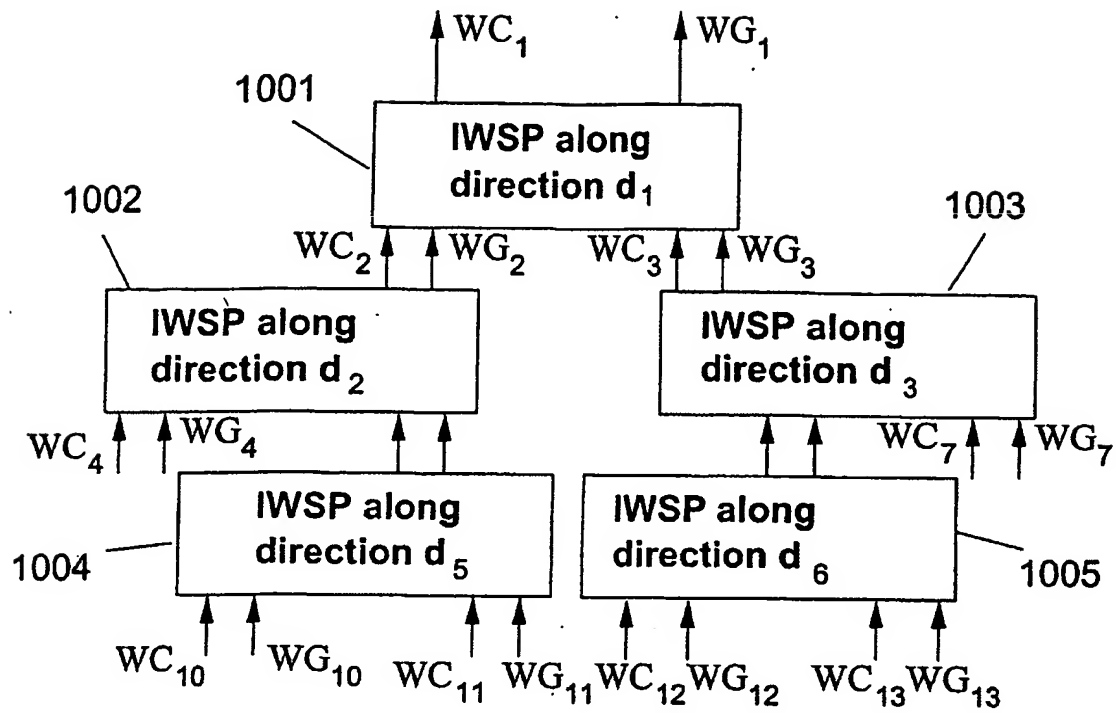 WC₁ WG₁
1001
IWSP along
direction d₁
1002
1003
WC₂ WG₂ WC₃ WG₃
IWSP along
direction d₂
IWSP along
direction d₃
WC₄ WG₄ WC₇ WG₇
IWSP along
direction d₅
IWSP along
direction d₆
1004
1005
WC₁₀ WG₁₀ WC₁₁ WG₁₁ WC₁₂ WG₁₂ WC₁₃ WG₁₃